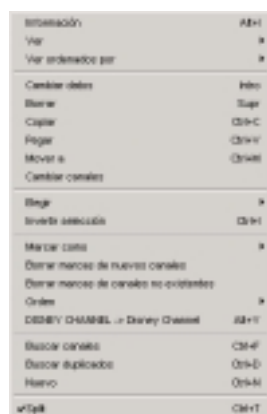 Información Alt+I
Ver
Ver ordenados por
Cambiar datos Intro
Borrar Supr
Copiar Ctrl+C
Pegar Ctrl+V
Mover a Ctrl+M
Cambiar canales
Elegir
Invertir selección Ctrl+I
Marcar como
Borrar marcas de nuevos canales
Borrar marcas de canales no existentes
Orden
DISNEY CHANNEL -> Disney Channel Alt+Y
Buscar canales Ctrl+F
Buscar duplicados Ctrl+D
Nuevo Ctrl+N
Split Ctrl+T